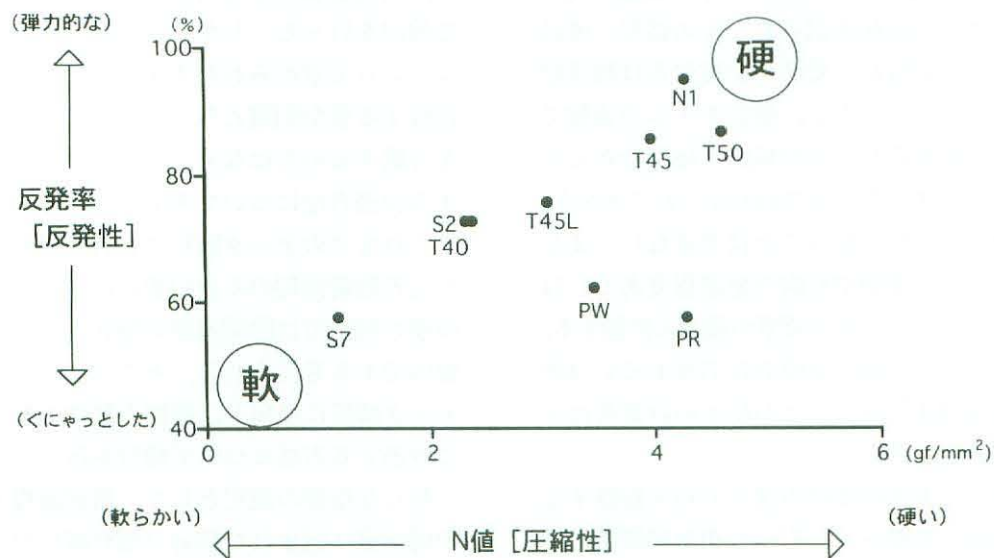 （弾力的な）
(%)
100
硬
N1
T45
T50
80
反発率
［反発性］
S2
T40
T45L
60
PW
PR
S7
軟
（ぐにゃっとした）
40
0
2
4
6
(gf/mm²)
（軟らかい）
N値［圧縮性］
（硬い）